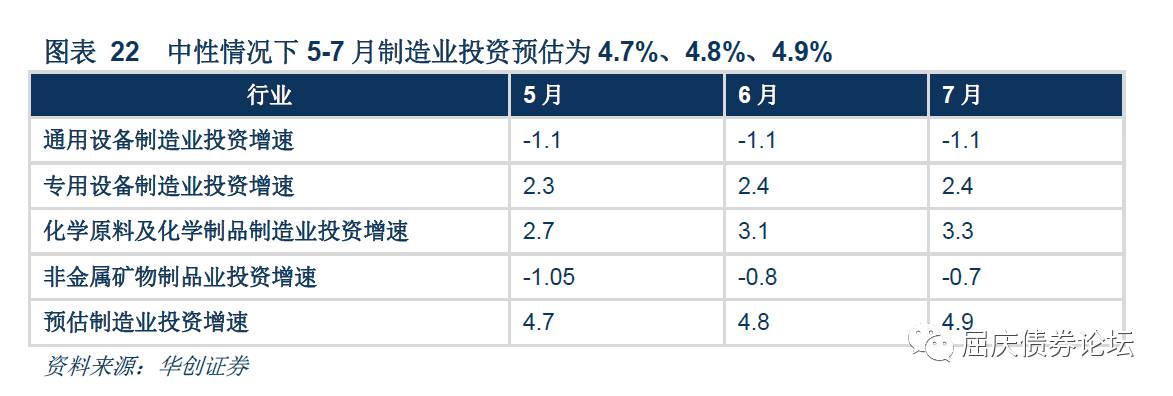 图表 22 中性情况下 5-7 月制造业投资预估为 4.7%、4.8%、4.9%
行业 5 月 6 月 7 月
通用设备制造业投资增速 -1.1 -1.1 -1.1
专用设备制造业投资增速 2.3 2.4 2.4
化学原料及化学制品制造业投资增速 2.7 3.1 3.3
非金属矿物制品业投资增速 -1.05 -0.8 -0.7
预估制造业投资增速 4.7 4.8 4.9
屈庆债券论坛
资料来源：华创证券